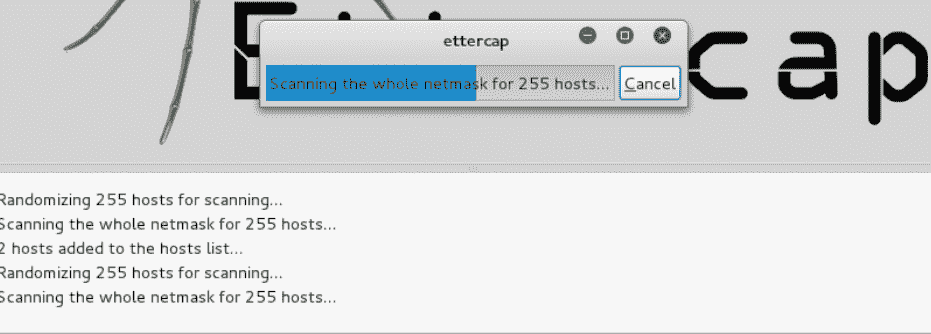 ettercap
Scanning the whole netmask for 255 hosts...
Cancel
cap
Randomizing 255 hosts for scanning...
Scanning the whole netmask for 255 hosts...
2 hosts added to the hosts list...
Randomizing 255 hosts for scanning...
Scanning the whole netmask for 255 hosts...